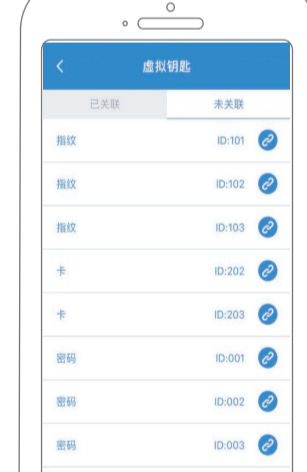 虚拟钥匙
已关联 未关联
指纹 ID:101
指纹 ID:102
指纹 ID:103
卡 ID:202
卡 ID:203
密码 ID:001
密码 ID:002
密码 ID:003